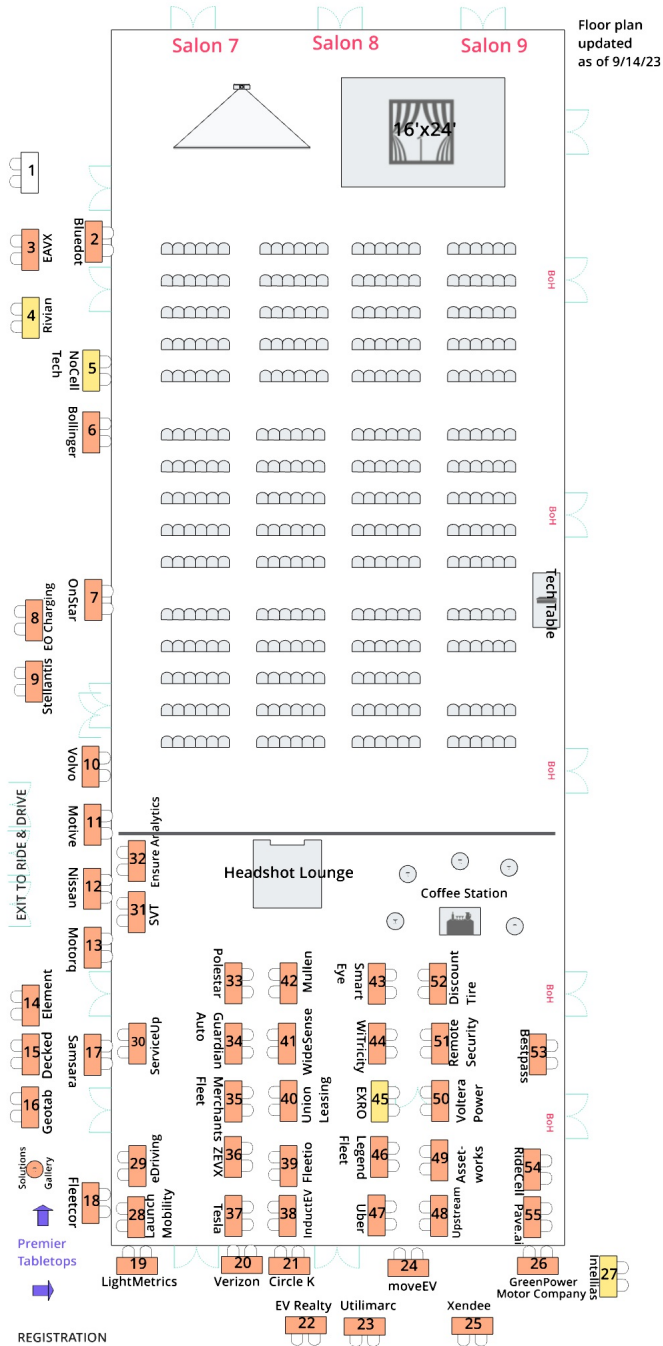 Salon 7
Salon 8
Salon 9
Floor plan
updated
as of 9/14/23
16'x24'
1
2
Bluedot
3
EAVX
4
Rivian
5
NoCell
Tech
6
Bollinger
BoH
BoH
7
OnStar
Tech Table
8
EO Charging
9
Stellantis
10
Volvo
BoH
11
Motive
EXIT TO RIDE & DRIVE
12
Nissan
13
Motorq
32
Ensure Analytics
31
SVT
Headshot Lounge
Coffee Station
14
Element
15
Decked
16
Geotab
17
Samsara
30
ServiceUp
33
Polestar
42
Mullen
43
Smart
Eye
52
Discount
Tire
BoH
34
Guardian
Auto
41
WideSense
44
WiTricity
51
Remote
Security
53
Bestpass
35
Merchants
Fleet
40
Union
Leasing
45
EXRO
50
Voltera
Power
BoH
36
ZEVX
39
Fleetio
46
Legend
Fleet
49
Asset-
works
54
RideCell
37
Tesla
38
InductEV
47
Uber
48
Upstream
55
Pave.ai
Solutions
Gallery
29
eDriving
18
Fleetcor
28
Launch
Mobility
Premier
Tabletops
19
LightMetrics
20
Verizon
21
Circle K
24
moveEV
26
GreenPower
Motor Company
27
Intellias
EV Realty
22
Utilimarc
23
Xendee
25
REGISTRATION